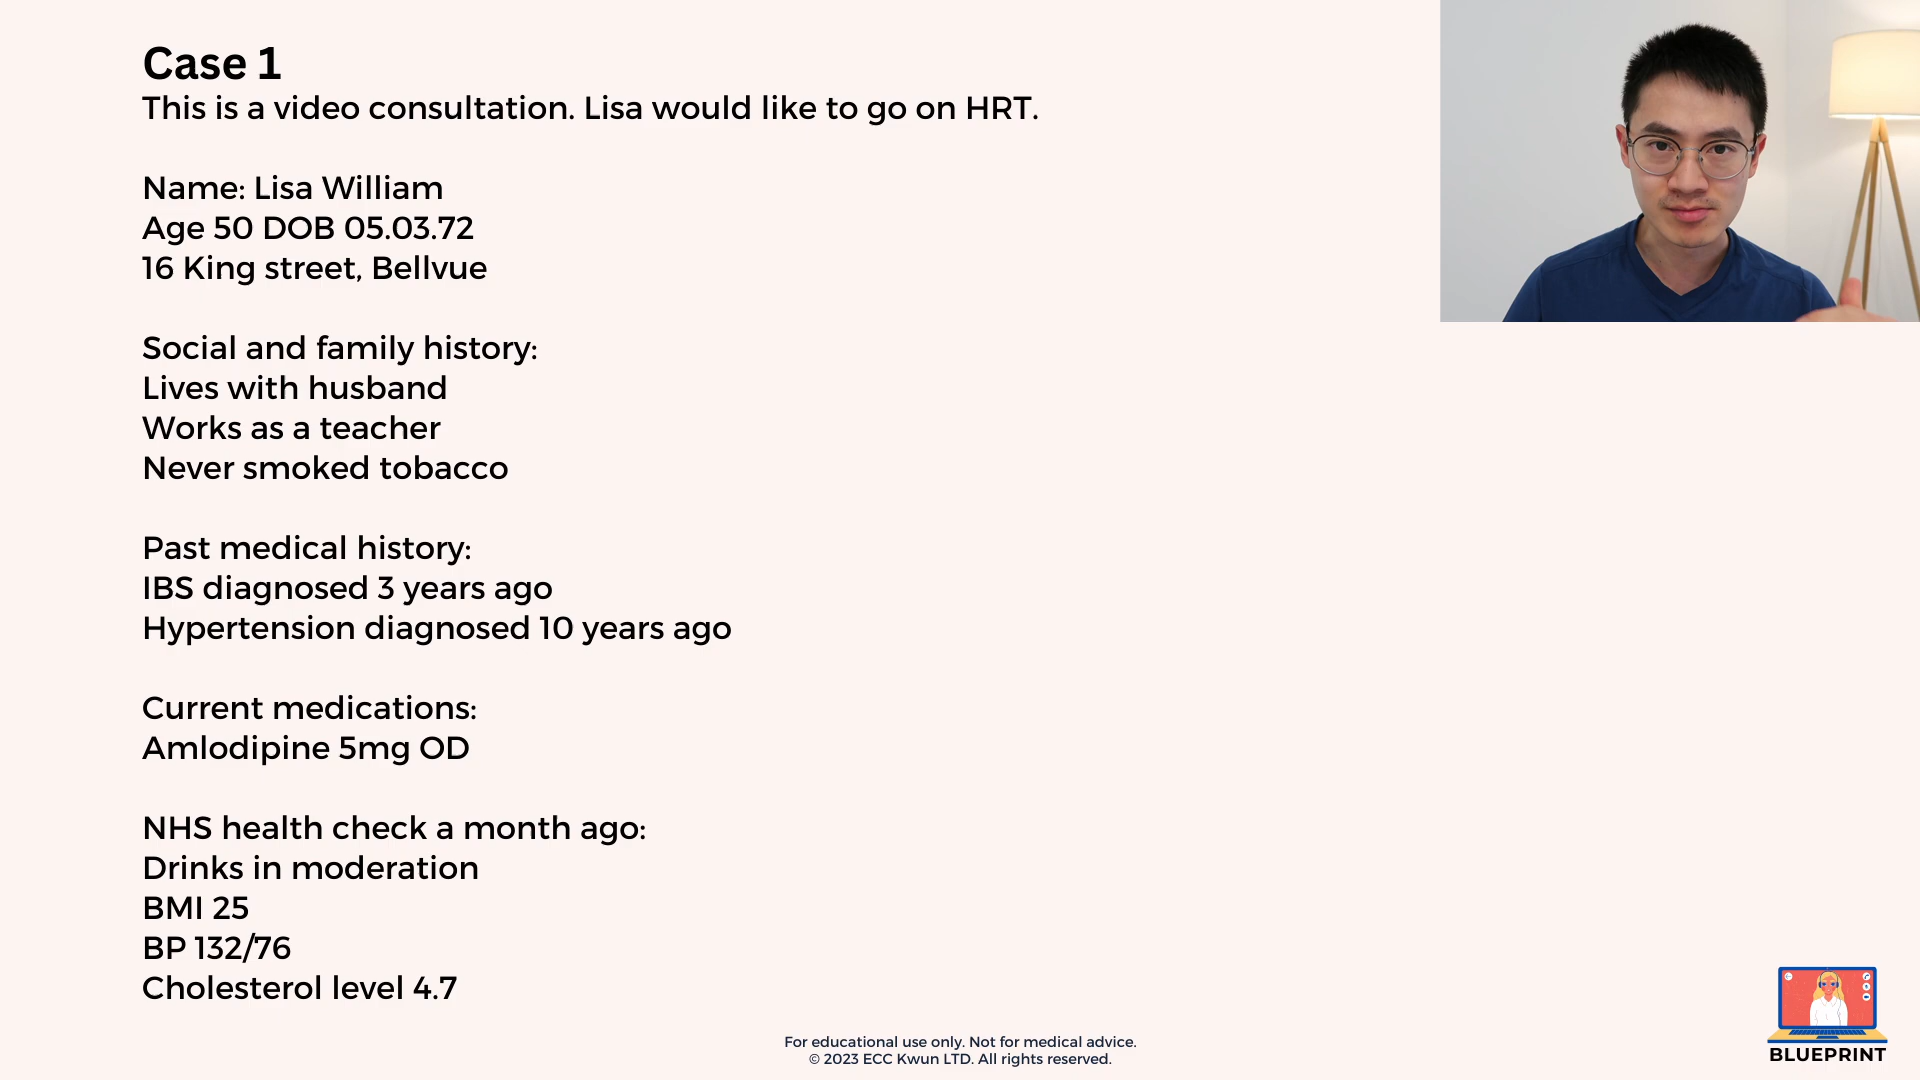 Case 1
This is a video consultation. Lisa would like to go on HRT.
Name: Lisa William
Age 50 DOB 05.03.72
16 King street, Bellvue
Social and family history:
Lives with husband
Works as a teacher
Never smoked tobacco
Past medical history:
IBS diagnosed 3 years ago
Hypertension diagnosed 10 years ago
Current medications:
Amlodipine 5mg OD
NHS health check a month ago:
Drinks in moderation
BMI 25
BP 132/76
Cholesterol level 4.7
For educational use only. Not for medical advice.
© 2023 ECC Kwun LTD. All rights reserved.
BLUEPRINT